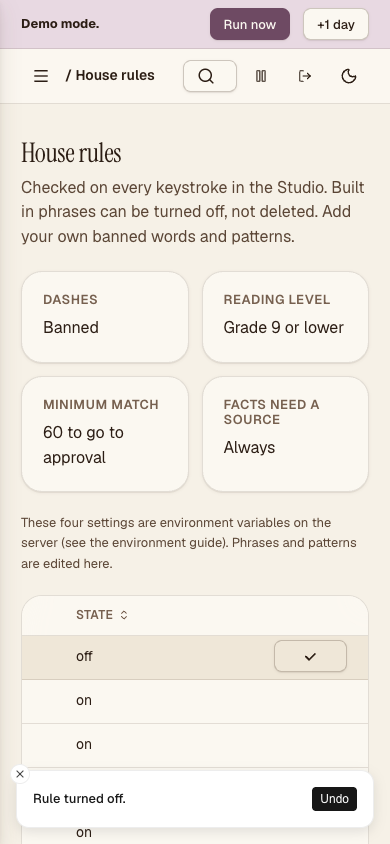 Demo mode.
Run now
+1 day
/ House rules
House rules
Checked on every keystroke in the Studio. Built
in phrases can be turned off, not deleted. Add
your own banned words and patterns.
DASHES
Banned
READING LEVEL
Grade 9 or lower
MINIMUM MATCH
60 to go to
approval
FACTS NEED A
SOURCE
Always
These four settings are environment variables on the
server (see the environment guide). Phrases and patterns
are edited here.
STATE
off
on
on
Rule turned off.
Undo
on